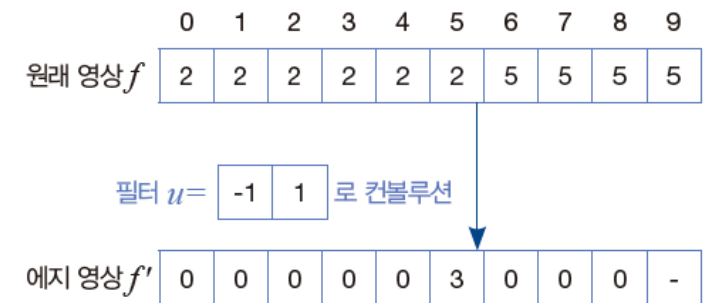 0 1 2 3 4 5 6 7 8 9
원래 영상 f 2 2 2 2 2 2 5 5 5 5
필터 u= -1 1 로 컨볼루션
에지 영상 f' 0 0 0 0 0 3 0 0 0 -